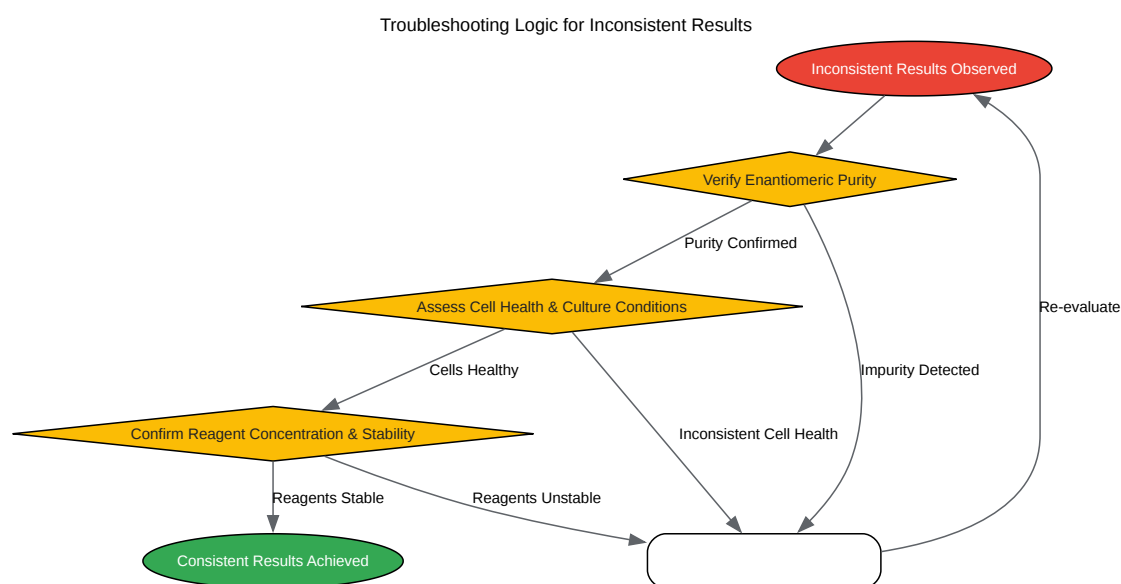 Troubleshooting Logic for Inconsistent Results
Inconsistent Results Observed
Verify Enantiomeric Purity
Purity Confirmed
Assess Cell Health & Culture Conditions
Re-evaluate
Cells Healthy
Impurity Detected
Confirm Reagent Concentration & Stability
Inconsistent Cell Health
Reagents Stable
Reagents Unstable
Consistent Results Achieved